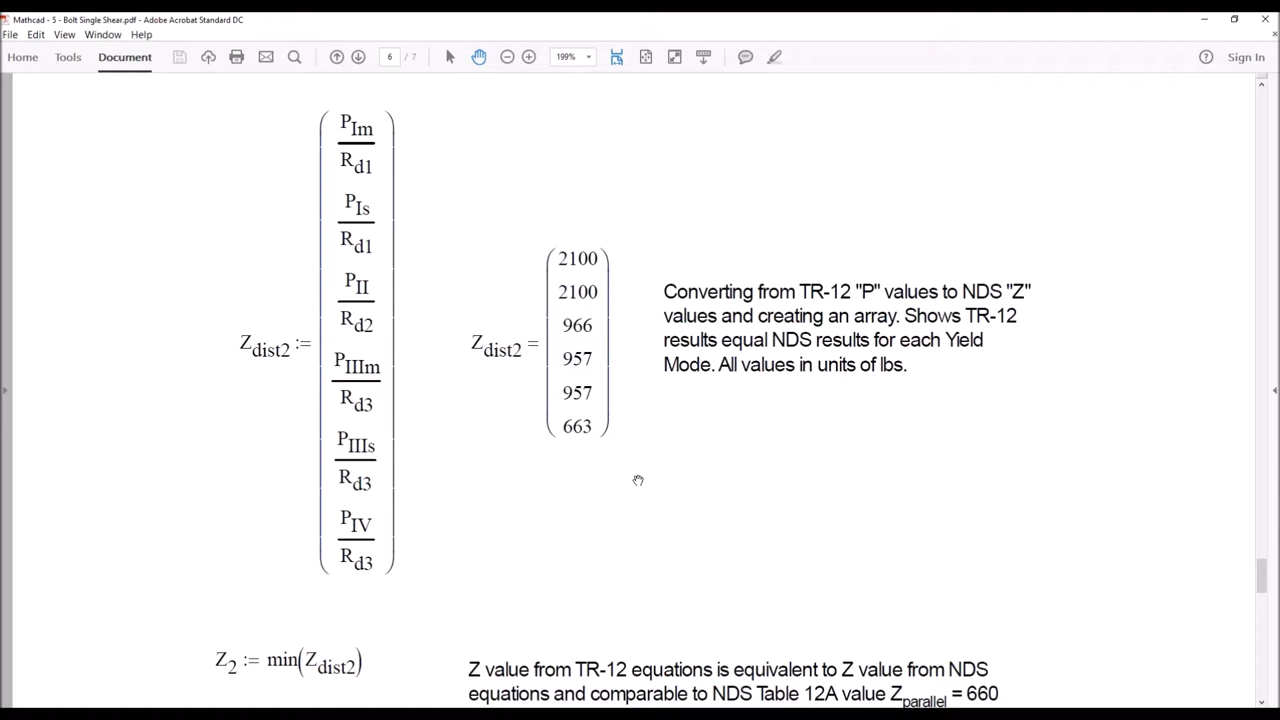 Mathcad - 5 - Bolt Single Shear.pdf - Adobe Acrobat Standard DC
File Edit View Window Help
Home Tools Document 6 / 7 199% Sign In
P_Im
R_d1
P_Is
R_d1
P_II
R_d2
Z_dist2 :=
P_IIIm
R_d3
P_IIIs
R_d3
P_IV
R_d3
Z_dist2 =
2100
2100
966
957
957
663
Converting from TR-12 "P" values to NDS "Z"
values and creating an array. Shows TR-12
results equal NDS results for each Yield
Mode. All values in units of lbs.
Z_2 := min(Z_dist2)
Z value from TR-12 equations is equivalent to Z value from NDS
equations and comparable to NDS Table 12A value Z_parallel = 660